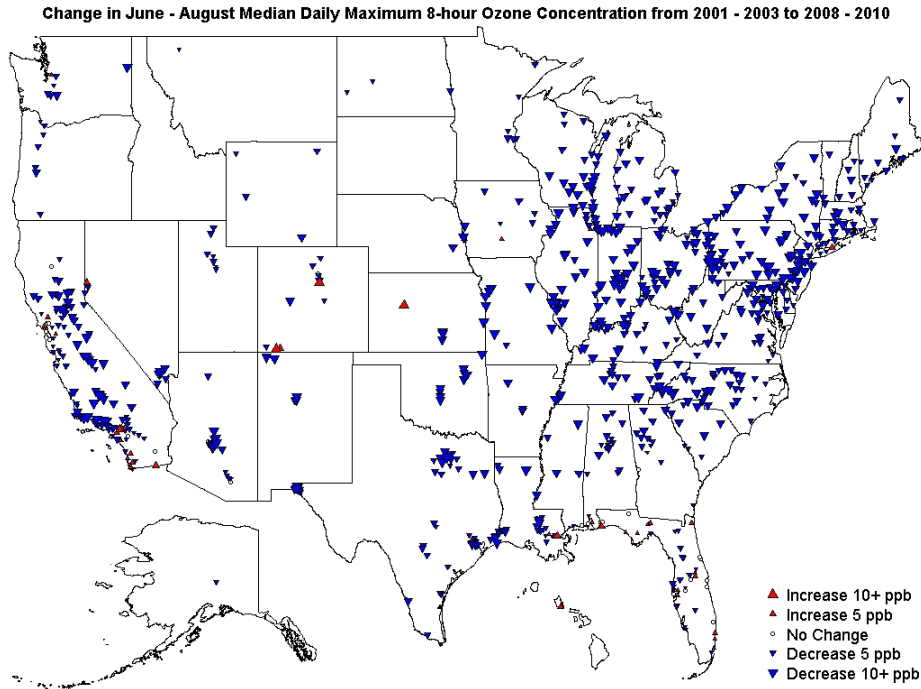 Change in June - August Median Daily Maximum 8-hour Ozone Concentration from 2001 - 2003 to 2008 - 2010
Increase 10+ ppb
Increase 5 ppb
No Change
Decrease 5 ppb
Decrease 10+ ppb